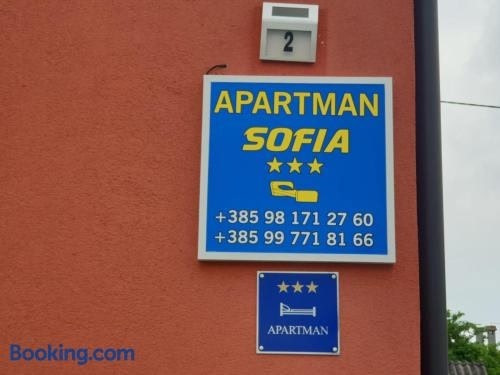 2
APARTMAN
SOFIA
+385 98 171 27 60
+385 99 771 81 66
APARTMAN
Booking.com